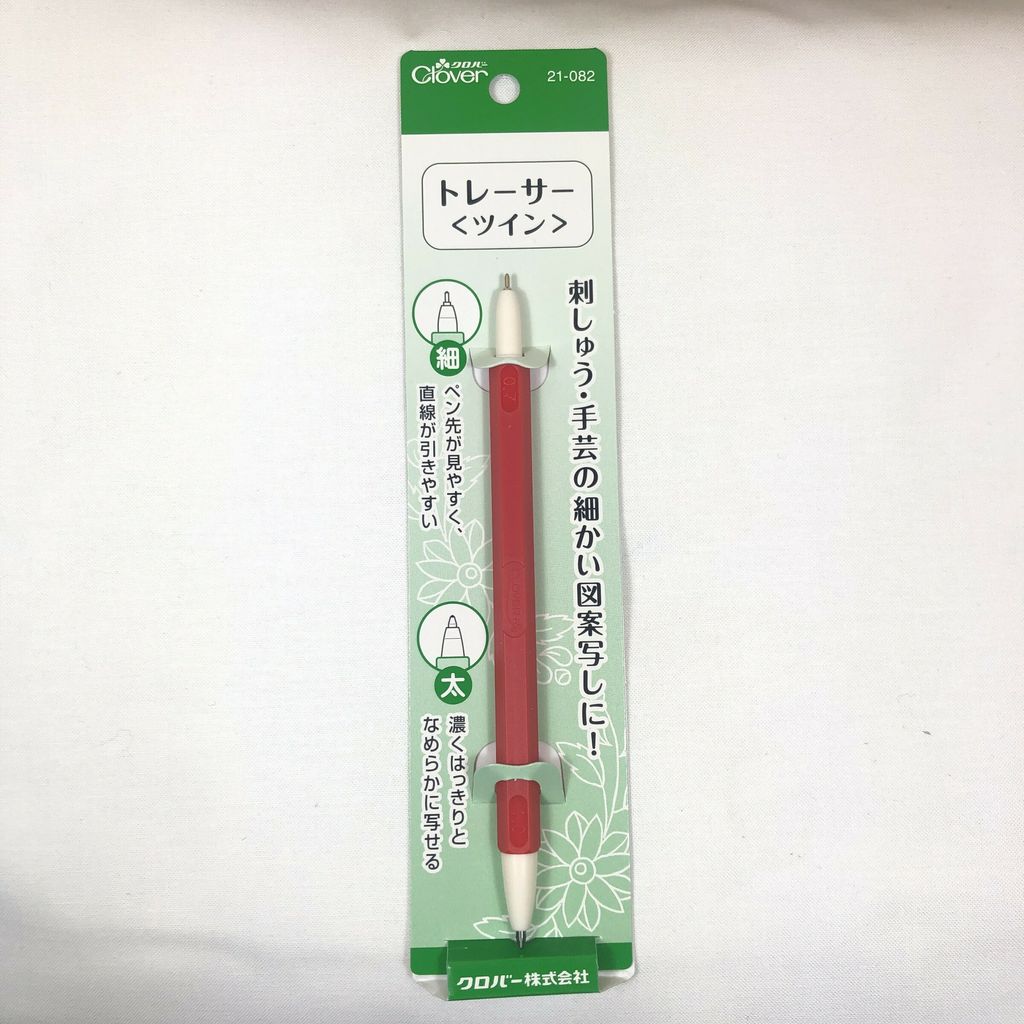 クロバー
Clover
21-082
トレーサー
<ツイン>
刺しゅう・手芸の細かい図案写しに!
細
ペン先が見やすく、
直線が引きやすい
0.7
太
濃くはっきりと
なめらかに写せる
クロバー株式会社